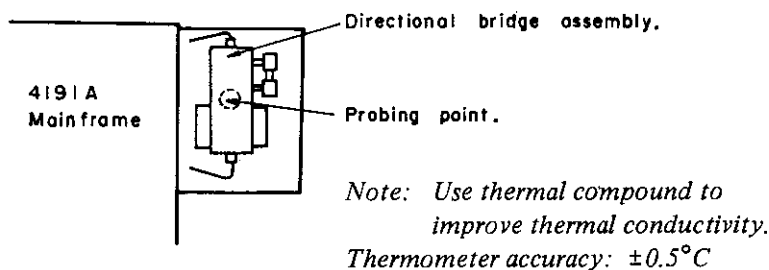 Directional bridge assembly.
4191A
Mainframe
Probing point.
Note: Use thermal compound to
improve thermal conductivity.
Thermometer accuracy: ±0.5°C